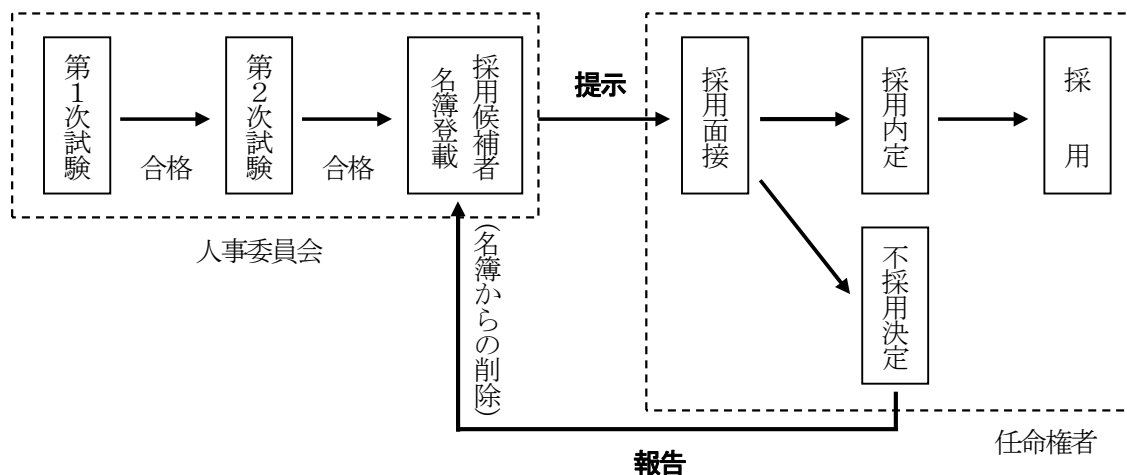 第１次試験
合格
第２次試験
合格
採用候補者
名簿登載
人事委員会
提示
採用面接
採用内定
採用
不採用決定
任命権者
(名簿からの削除)
報告